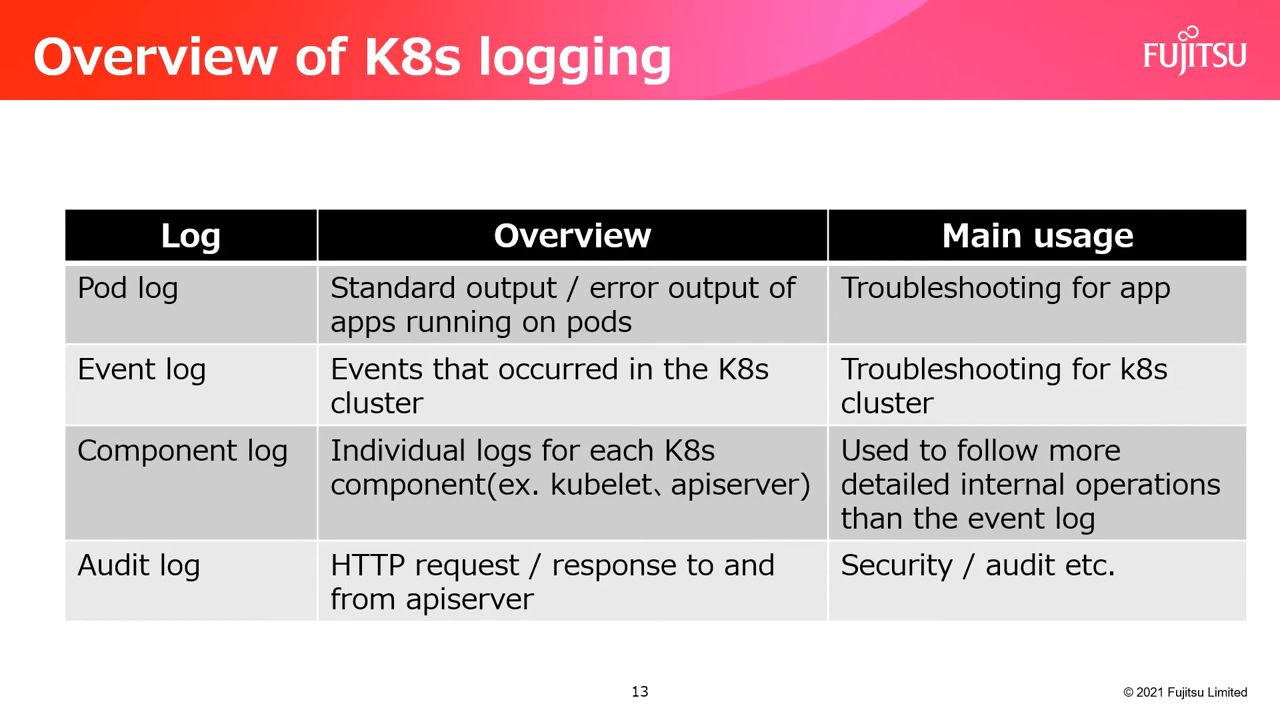 Overview of K8s logging
FUJITSU
Log
Overview
Main usage
Pod log
Standard output / error output of
apps running on pods
Troubleshooting for app
Event log
Events that occurred in the K8s
cluster
Troubleshooting for k8s
cluster
Component log
Individual logs for each K8s
component(ex. kubelet、apiserver)
Used to follow more
detailed internal operations
than the event log
Audit log
HTTP request / response to and
from apiserver
Security / audit etc.
13
© 2021 Fujitsu Limited